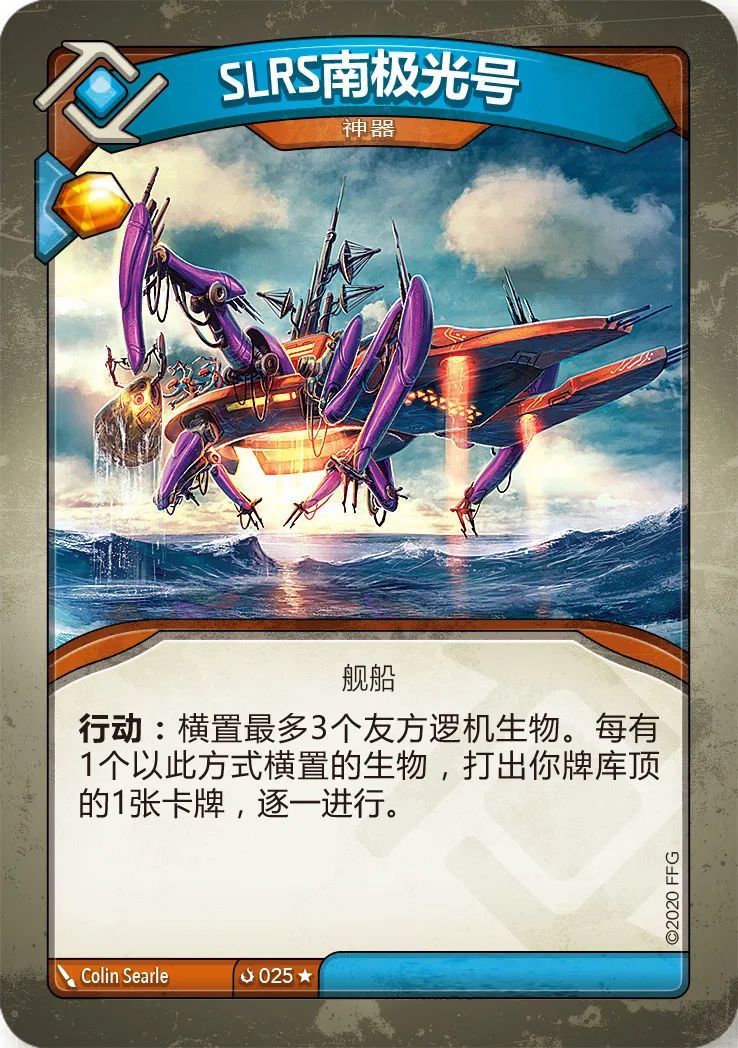 SLRS南极光号
神器
舰船
行动：横置最多3个友方逻机生物。每有
1个以此方式横置的生物，打出你牌库顶
的1张卡牌，逐一进行。
©2020 FFG
Colin Searle
025★